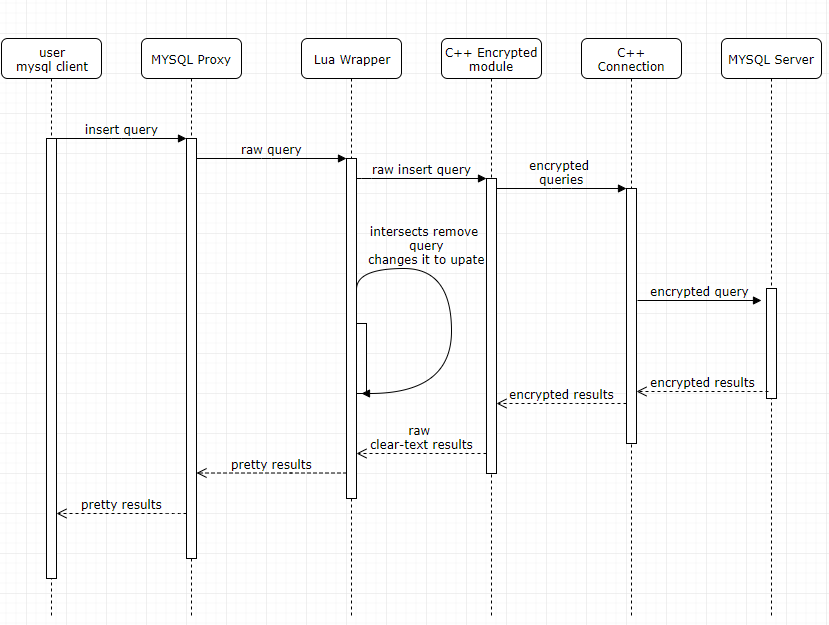 user
mysql client
MYSQL Proxy
Lua Wrapper
C++ Encrypted
module
C++
Connection
MYSQL Server
insert query
raw query
raw insert query
encrypted
queries
intersects remove
query
changes it to upate
encrypted query
encrypted results
encrypted results
raw
clear-text results
pretty results
pretty results